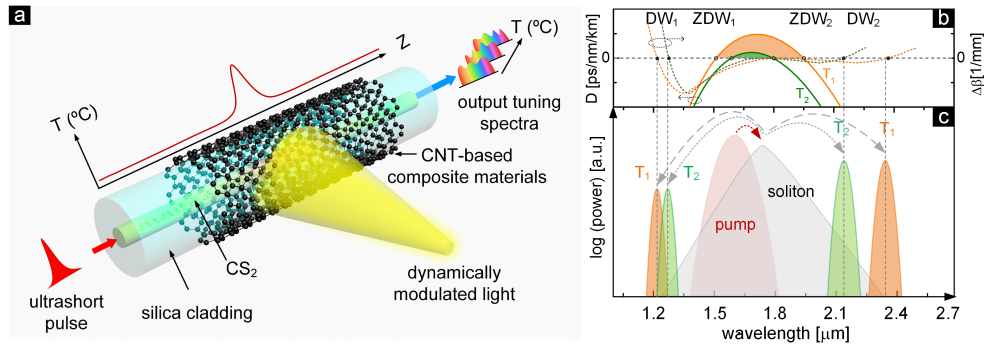 a
T (ºC)
Z
T (ºC)
output tuning
spectra
CNT-based
composite materials
CS₂
ultrashort
pulse
silica cladding
dynamically
modulated light
b
DW₁ ZDW₁ ZDW₂ DW₂
0 0
D [ps/nm/km]
Δβ[1/mm]
T₁
T₂
c
T₁ T₂ T₂ T₁
soliton
pump
log (power) [a.u.]
1.2 1.5 1.8 2.1 2.4 2.7
wavelength [μm]